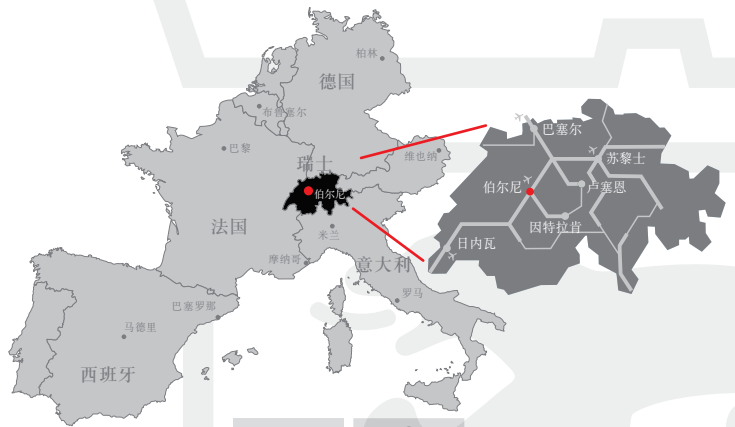 柏林
德国
布鲁塞尔
巴黎
瑞士
维也纳
伯尔尼
法国
米兰
摩纳哥
意大利
罗马
巴塞罗那
马德里
西班牙
巴塞尔
苏黎士
伯尔尼
卢塞恩
因特拉肯
日内瓦